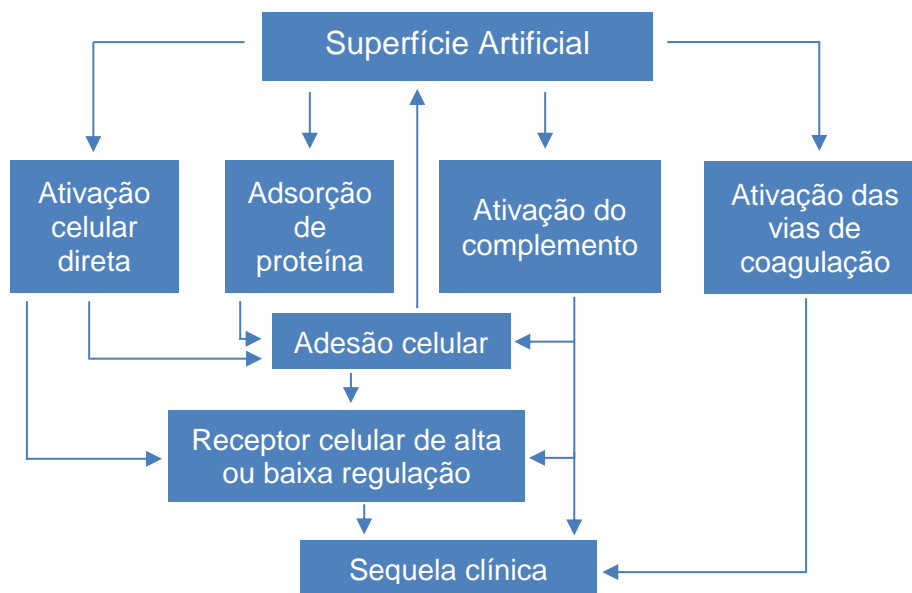 Superfície Artificial
Ativação
celular
direta
Adsorção
de
proteína
Ativação do
complemento
Ativação das
vias de
coagulação
Adesão celular
Receptor celular de alta
ou baixa regulação
Sequela clínica